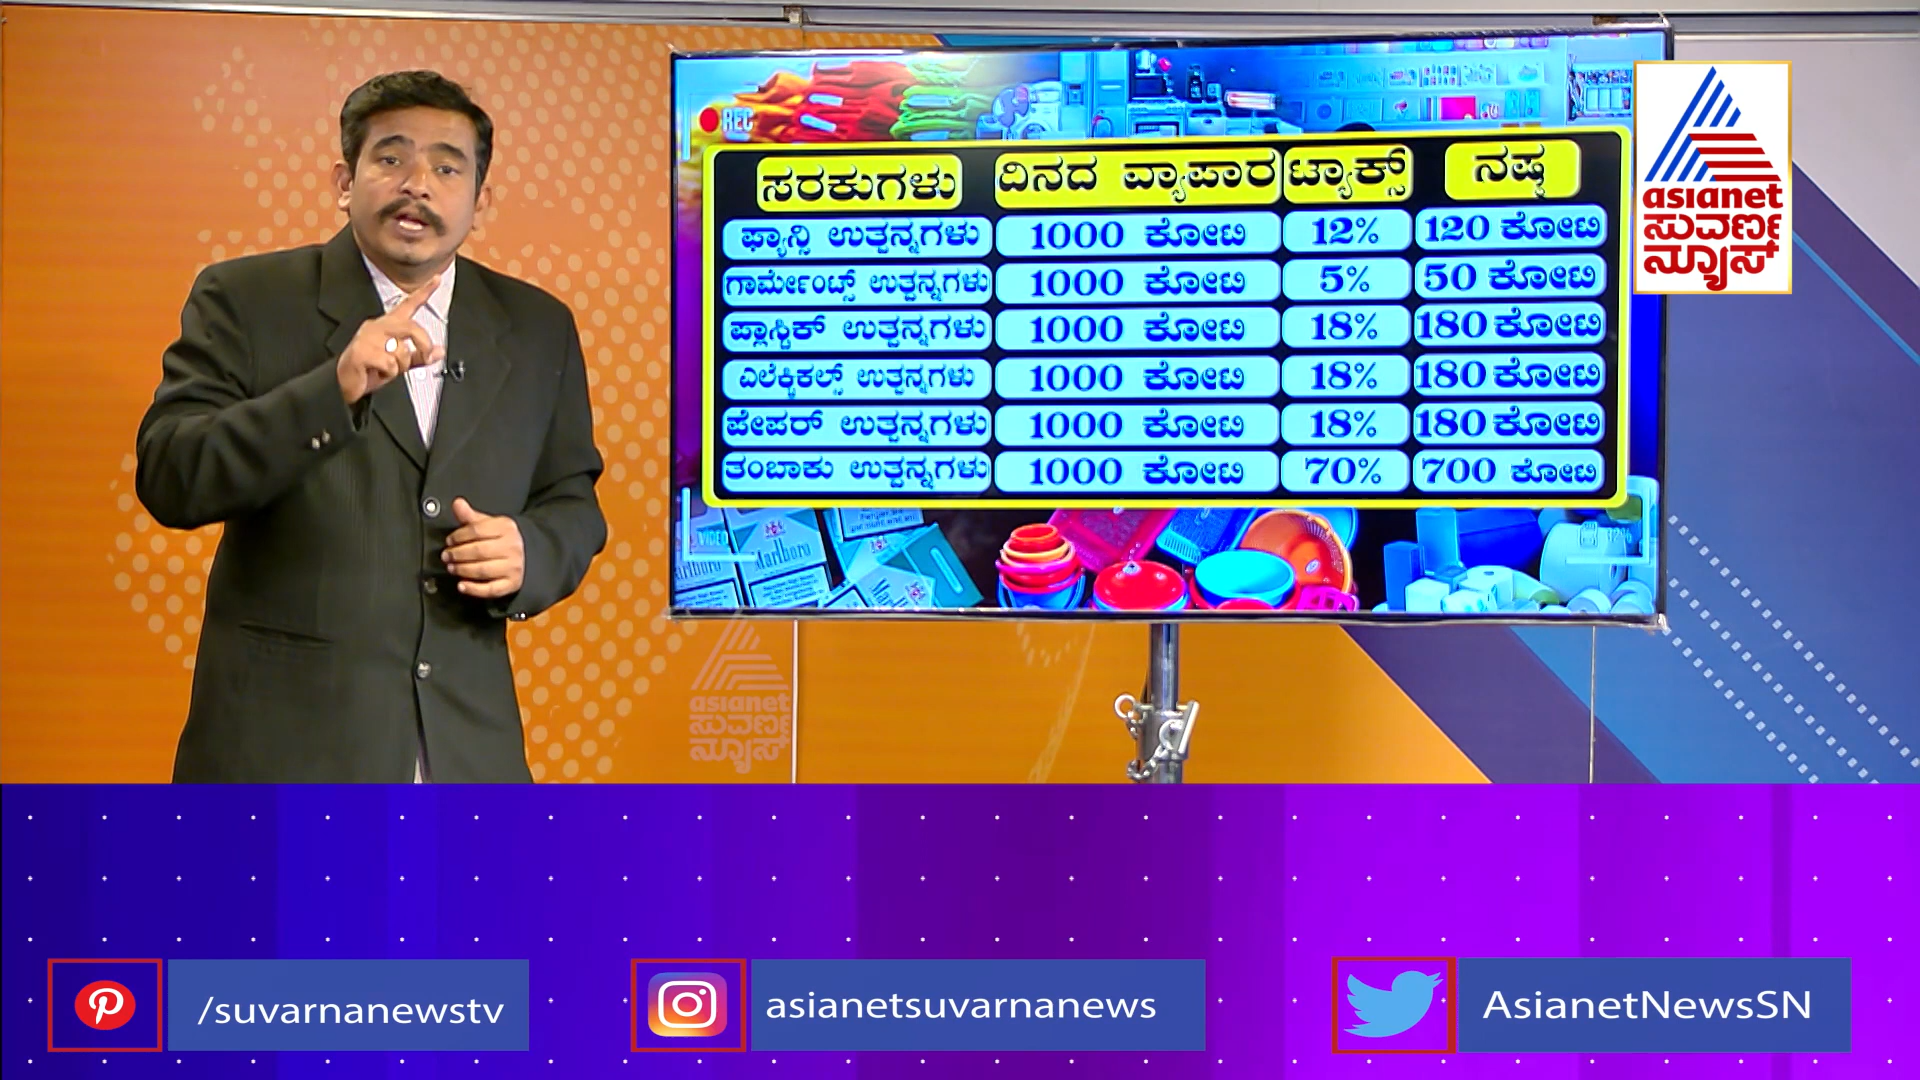 REC
asianet
ಸುವರ್ಣ
ನ್ಯೂಸ್
ಸರಕುಗಳು ದಿನದ ವ್ಯಾಪಾರ ಟ್ಯಾಕ್ಸ್ ನಷ್ಟ
ಫ್ಯಾನ್ಸಿ ಉತ್ಪನ್ನಗಳು 1000 ಕೋಟಿ 12% 120 ಕೋಟಿ
ಗಾರ್ಮೇಂಟ್ಸ್ ಉತ್ಪನ್ನಗಳು 1000 ಕೋಟಿ 5% 50 ಕೋಟಿ
ಪ್ಲಾಸ್ಟಿಕ್ ಉತ್ಪನ್ನಗಳು 1000 ಕೋಟಿ 18% 180 ಕೋಟಿ
ಎಲೆಕ್ಟ್ರಿಕಲ್ಸ್ ಉತ್ಪನ್ನಗಳು 1000 ಕೋಟಿ 18% 180 ಕೋಟಿ
ಪೇಪರ್ ಉತ್ಪನ್ನಗಳು 1000 ಕೋಟಿ 18% 180 ಕೋಟಿ
ತಂಬಾಕು ಉತ್ಪನ್ನಗಳು 1000 ಕೋಟಿ 70% 700 ಕೋಟಿ
VIDEO
Marlboro
asianet
ಸುವರ್ಣ
ನ್ಯೂಸ್
/suvarnanewstv
asianetsuvarnanews
AsianetNewsSN